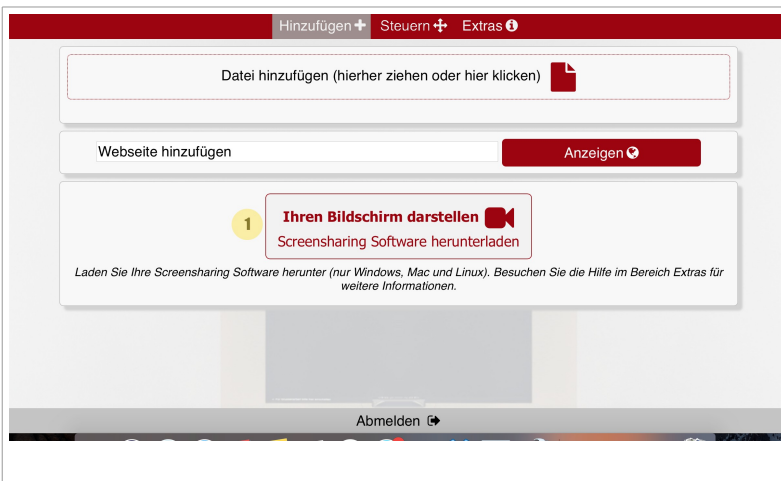 Hinzufügen Steuern Extras
Datei hinzufügen (hierher ziehen oder hier klicken)
Webseite hinzufügen Anzeigen
1
Ihren Bildschirm darstellen
Screensharing Software herunterladen
Laden Sie Ihre Screensharing Software herunter (nur Windows, Mac und Linux). Besuchen Sie die Hilfe im Bereich Extras für
weitere Informationen.
Abmelden